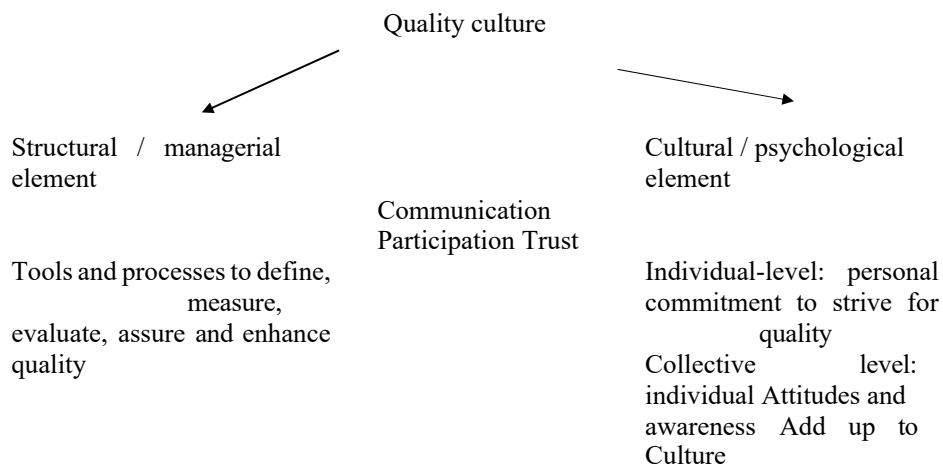 Quality culture
Structural / managerial
element
Cultural / psychological
element
Communication
Participation Trust
Tools and processes to define,
measure,
evaluate, assure and enhance
quality
Individual-level: personal
commitment to strive for
quality
Collective level:
individual Attitudes and
awareness Add up to
Culture